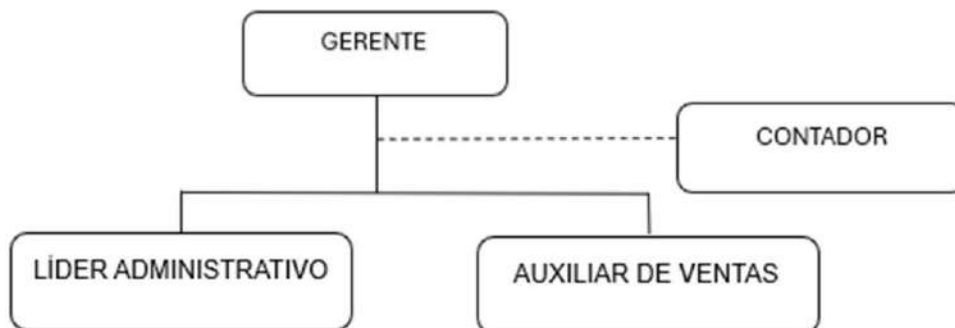 GERENTE
CONTADOR
LÍDER ADMINISTRATIVO
AUXILIAR DE VENTAS